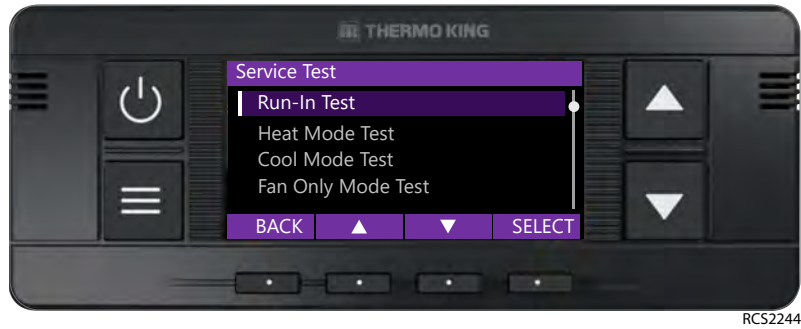 THERMO KING
Service Test
Run-In Test
Heat Mode Test
Cool Mode Test
Fan Only Mode Test
BACK ▲ ▼ SELECT
RCS2244